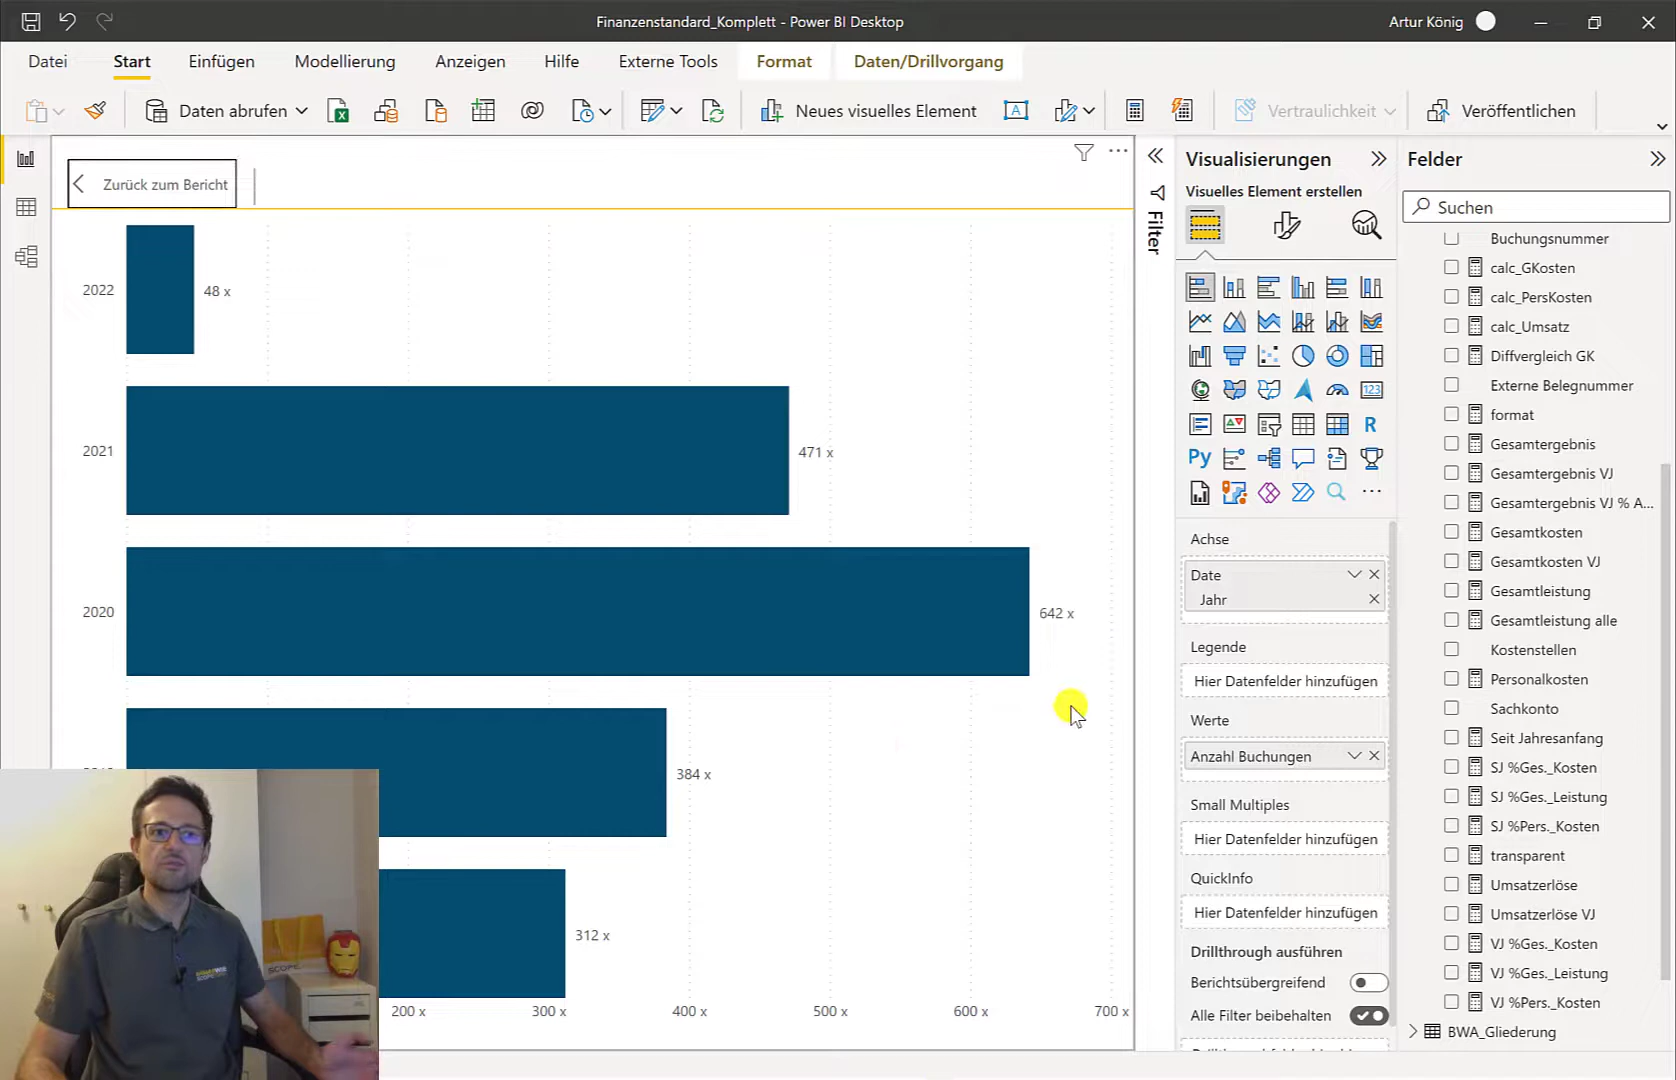 Finanzenstandard_Komplett - Power BI Desktop
Artur König
Datei
Start
Einfügen
Modellierung
Anzeigen
Hilfe
Externe Tools
Format
Daten/Drillvorgang
Daten abrufen
Neues visuelles Element
Vertraulichkeit
Veröffentlichen
Zurück zum Bericht
2022
48 x
2021
471 x
2020
642 x
384 x
312 x
200 x
300 x
400 x
500 x
600 x
700 x
Filter
Visualisierungen
Visuelles Element erstellen
123
R
Py
Achse
Date
Jahr
Legende
Hier Datenfelder hinzufügen
Werte
Anzahl Buchungen
Small Multiples
Hier Datenfelder hinzufügen
QuickInfo
Hier Datenfelder hinzufügen
Drillthrough ausführen
Berichtsübergreifend
Alle Filter beibehalten
Felder
Suchen
Buchungsnummer
calc_GKosten
calc_PersKosten
calc_Umsatz
Diffvergleich GK
Externe Belegnummer
format
Gesamtergebnis
Gesamtergebnis VJ
Gesamtergebnis VJ % A...
Gesamtkosten
Gesamtkosten VJ
Gesamtleistung
Gesamtleistung alle
Kostenstellen
Personalkosten
Sachkonto
Seit Jahresanfang
SJ %Ges._Kosten
SJ %Ges._Leistung
SJ %Pers._Kosten
transparent
Umsatzerlöse
Umsatzerlöse VJ
VJ %Ges._Kosten
VJ %Ges._Leistung
VJ %Pers._Kosten
BWA_Gliederung